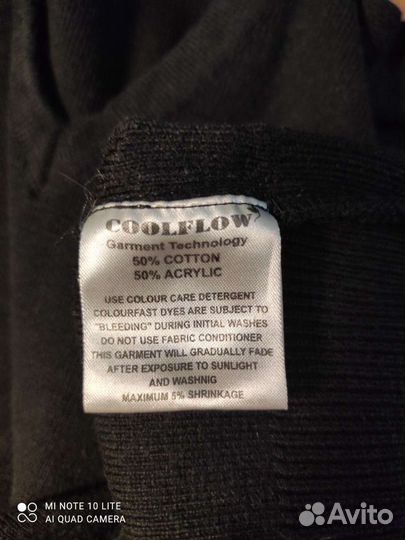 COOLFLOW
Garment Technology
50% COTTON
50% ACRYLIC
USE COLOUR CARE DETERGENT
COLOURFAST DYES ARE SUBJECT TO
"BLEEDING" DURING INITIAL WASHES
DO NOT USE FABRIC CONDITIONER
THIS GARMENT WILL GRADUALLY FADE
AFTER EXPOSURE TO SUNLIGHT
AND WASHNIG
MAXIMUM 5% SHRINKAGE
MI NOTE 10 LITE
AI QUAD CAMERA
Avito